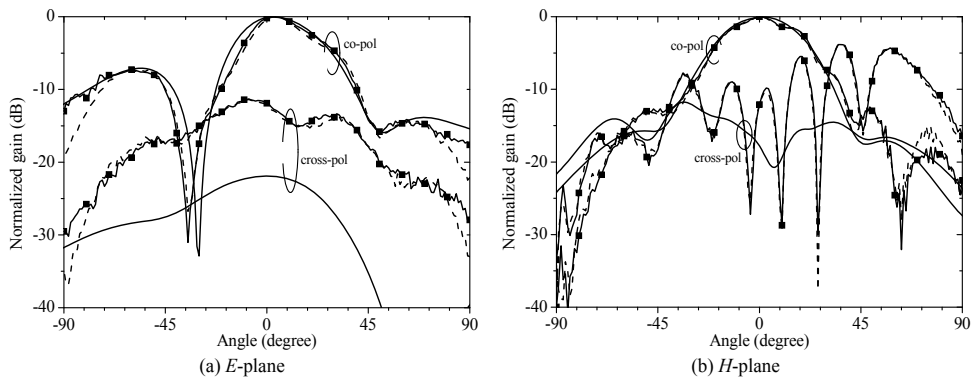 0
-10
-20
-30
-40
-90
-45
0
45
90
Normalized gain (dB)
Angle (degree)
co-pol
cross-pol
(a) E-plane
0
-10
-20
-30
-40
-90
-45
0
45
90
Normalized gain (dB)
Angle (degree)
co-pol
cross-pol
(b) H-plane